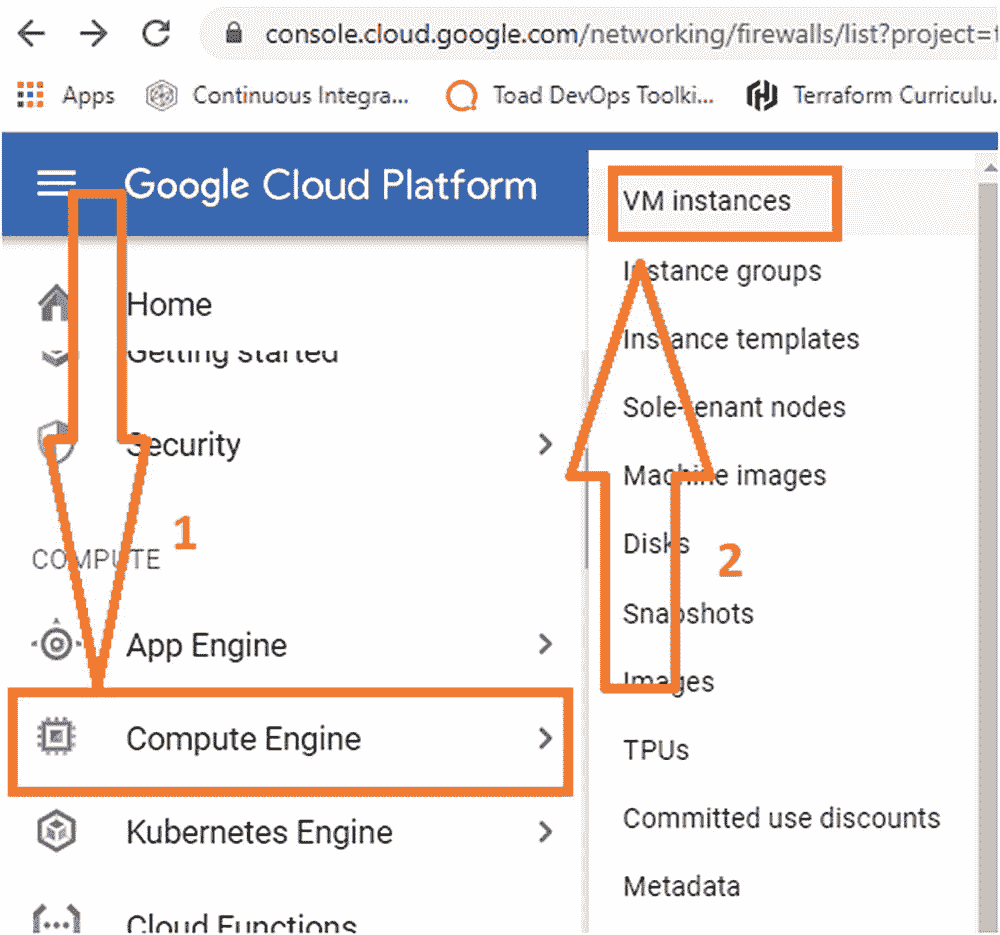 console.cloud.google.com/networking/firewalls/list?project=
Apps
Continuous Integra...
Toad DevOps Toolki...
Terraform Curriculu.
Google Cloud Platform
Home
Getting started
Security
COMPUTE
1
App Engine
Compute Engine
Kubernetes Engine
Cloud Functions
VM instances
Instance groups
Instance templates
Sole-tenant nodes
Machine images
Disks
2
Snapshots
Images
TPUs
Committed use discounts
Metadata